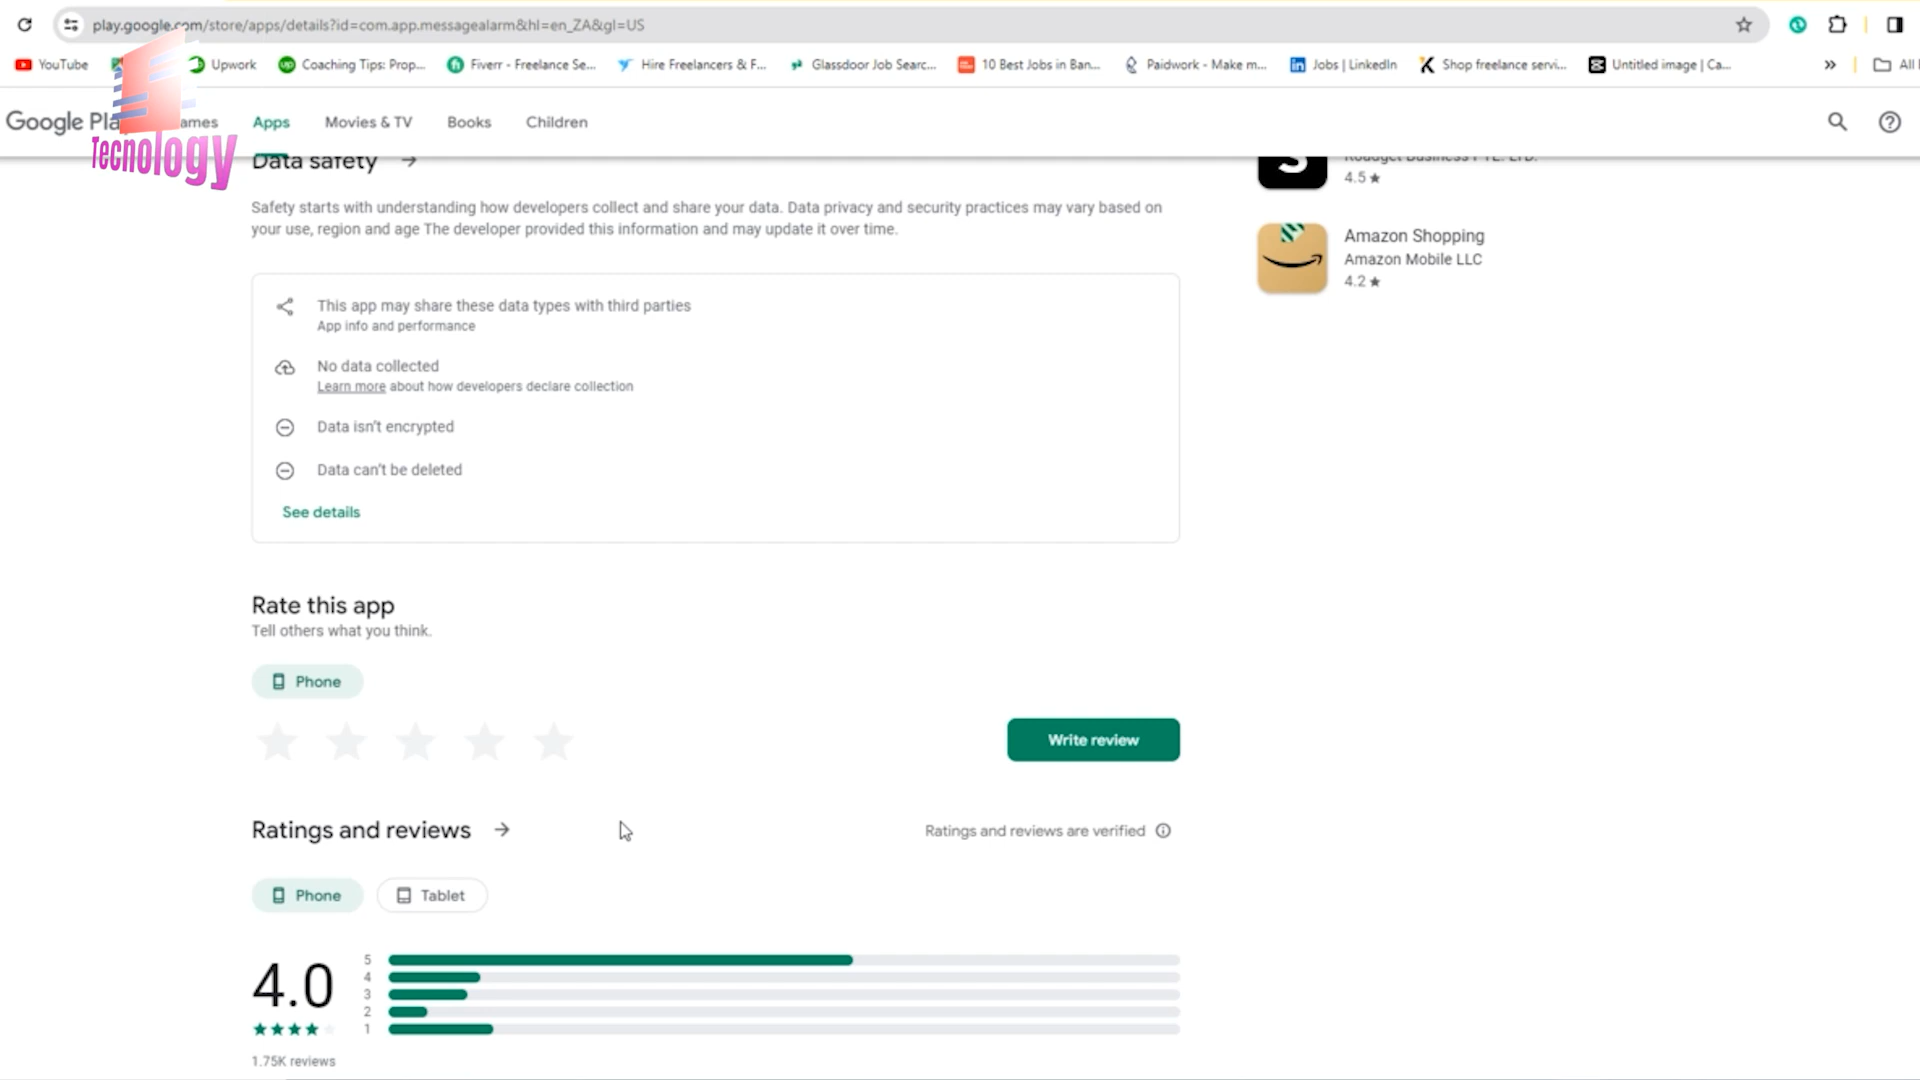 play.google.com/store/apps/details?id=com.app.messagealarm&hl=en_ZA&gl=US
YouTube
Upwork
Coaching Tips: Prop...
Fiverr - Freelance Se...
Hire Freelancers & F...
Glassdoor Job Searc...
10 Best Jobs in Ban...
Paidwork - Make m...
Jobs | LinkedIn
Shop freelance servi...
Untitled image | Ca...
All
Google Pla
ames
Apps
Movies & TV
Books
Children
Tecnology
Data safety
Safety starts with understanding how developers collect and share your data. Data privacy and security practices may vary based on
your use, region and age The developer provided this information and may update it over time.
This app may share these data types with third parties
App info and performance
No data collected
Learn more about how developers declare collection
Data isn't encrypted
Data can't be deleted
See details
Roadget Business PTE. LTD.
4.5★
Amazon Shopping
Amazon Mobile LLC
4.2★
Rate this app
Tell others what you think.
Phone
Write review
Ratings and reviews
Ratings and reviews are verified
Phone
Tablet
4.0
5
4
3
2
1
1.75K reviews